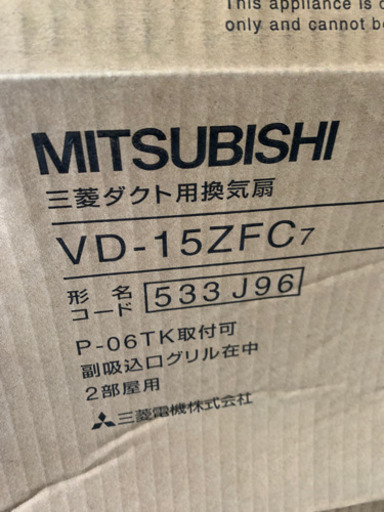 This appliance is
only and cannot be
MITSUBISHI
三菱ダクト用換気扇
VD-15ZFC7
形名
コード 533J96
P-06TK取付可
副吸込口グリル在中
2部屋用
三菱電機株式会社